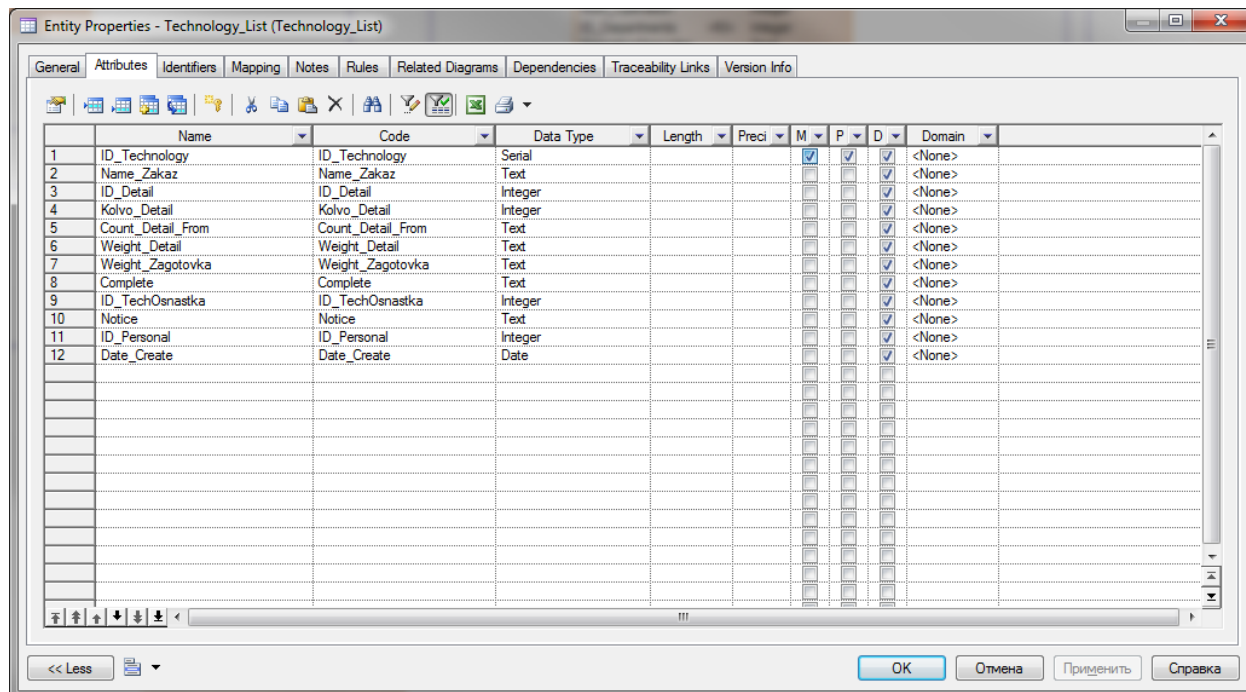 Entity Properties - Technology_List (Technology_List)
General Attributes Identifiers Mapping Notes Rules Related Diagrams Dependencies Traceability Links Version Info
Name Code Data Type Length Preci M P D Domain
1 ID_Technology ID_Technology Serial <None>
2 Name_Zakaz Name_Zakaz Text <None>
3 ID_Detail ID_Detail Integer <None>
4 Kolvo_Detail Kolvo_Detail Integer <None>
5 Count_Detail_From Count_Detail_From Text <None>
6 Weight_Detail Weight_Detail Text <None>
7 Weight_Zagotovka Weight_Zagotovka Text <None>
8 Complete Complete Text <None>
9 ID_TechOsnastka ID_TechOsnastka Integer <None>
10 Notice Notice Text <None>
11 ID_Personal ID_Personal Integer <None>
12 Date_Create Date_Create Date <None>
<< Less OK Отмена Применить Справка